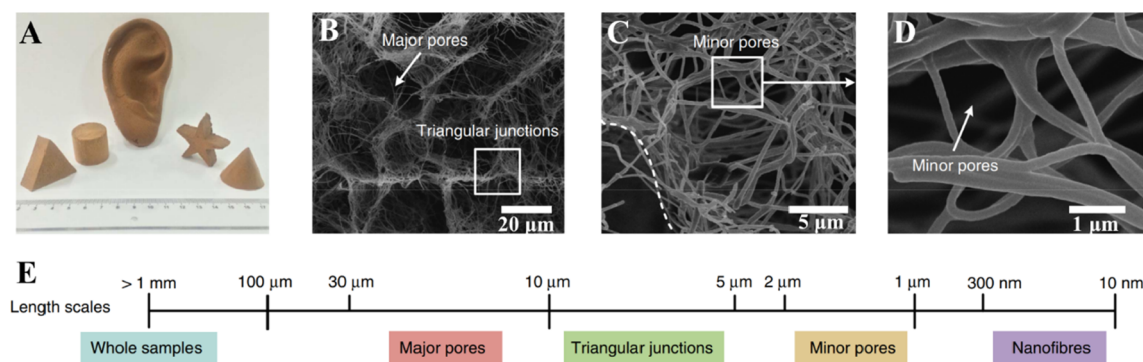 A
B
Major pores
Triangular junctions
20 μm
C
Minor pores
5 μm
D
Minor pores
1 μm
E
Length scales
> 1 mm
100 μm
30 μm
10 μm
5 μm
2 μm
1 μm
300 nm
10 nm
Whole samples
Major pores
Triangular junctions
Minor pores
Nanofibres